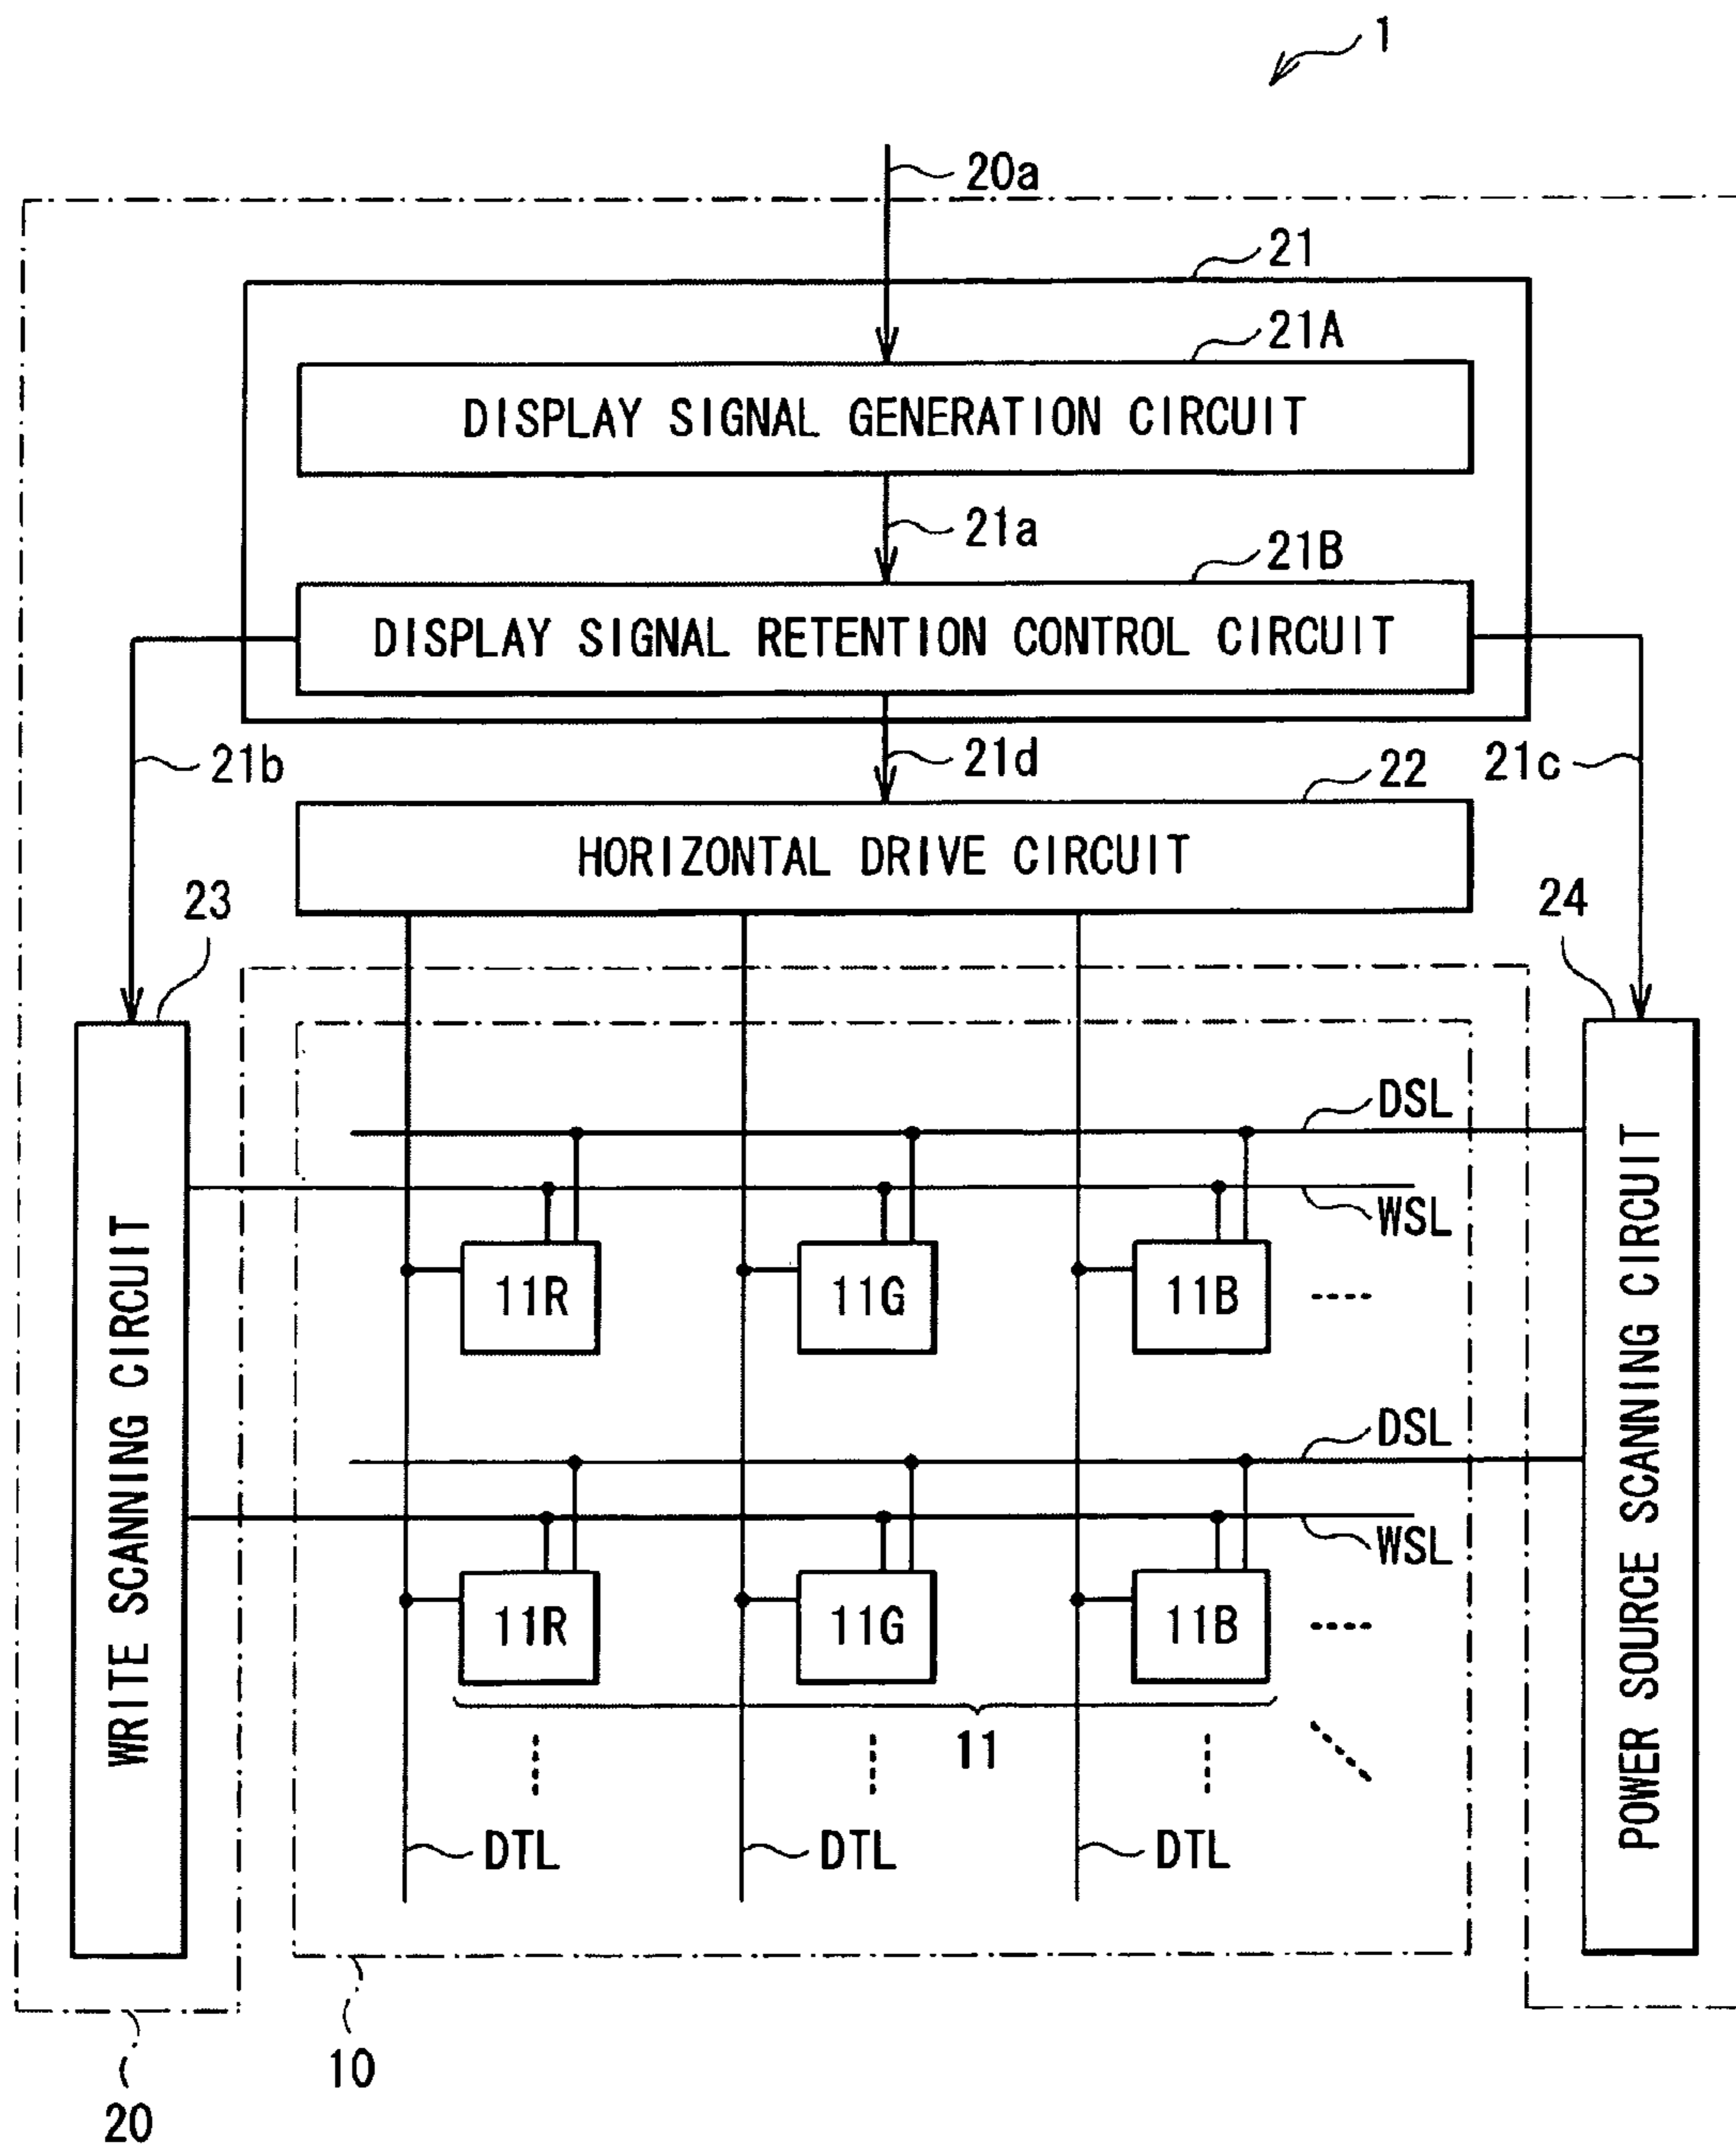 1
20a
21
21A
DISPLAY SIGNAL GENERATION CIRCUIT
21a
21B
DISPLAY SIGNAL RETENTION CONTROL CIRCUIT
21b
21d
21c
22
HORIZONTAL DRIVE CIRCUIT
23
24
WRITE SCANNING CIRCUIT
POWER SOURCE SCANNING CIRCUIT
DSL
WSL
11R 11G 11B
DSL
WSL
11R 11G 11B
11
DTL DTL DTL
10
20